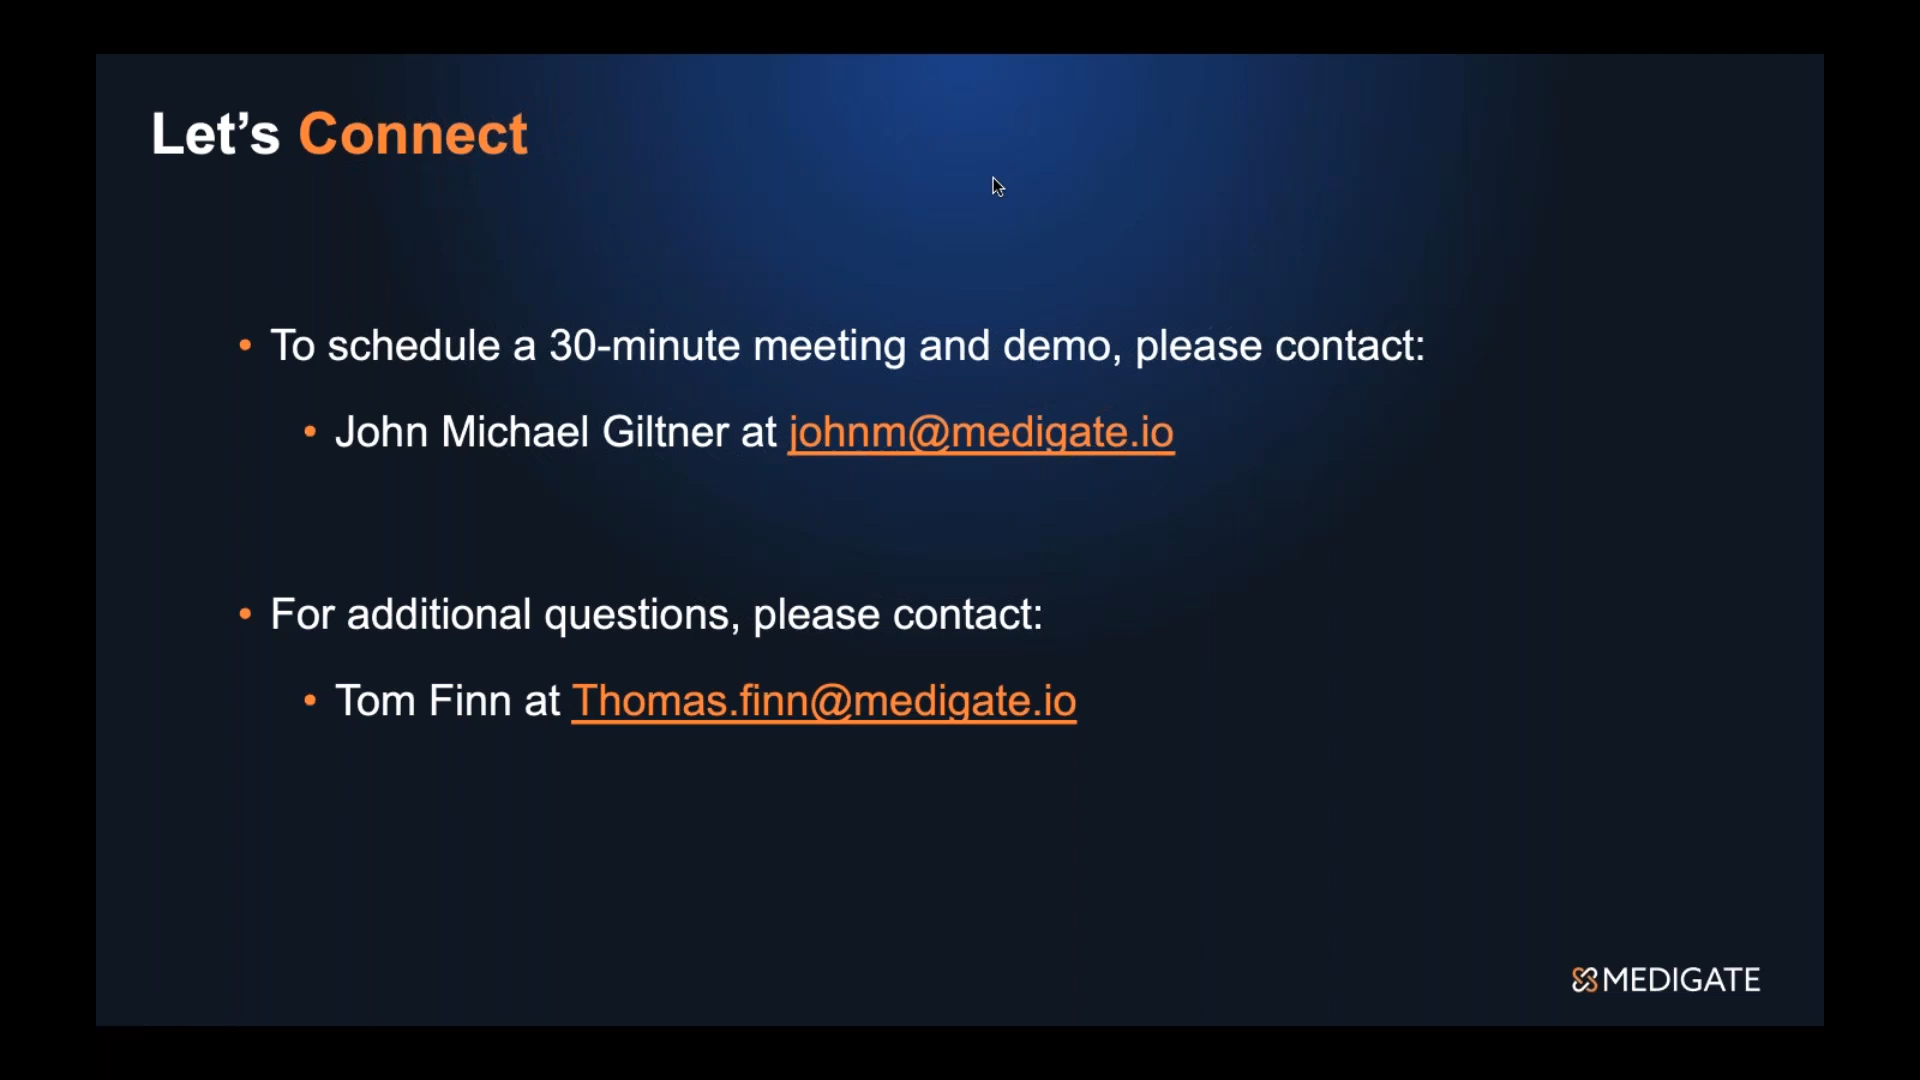 Let’s Connect
• To schedule a 30-minute meeting and demo, please contact:
• John Michael Giltner at johnm@medigate.io
• For additional questions, please contact:
• Tom Finn at Thomas.finn@medigate.io
MEDIGATE